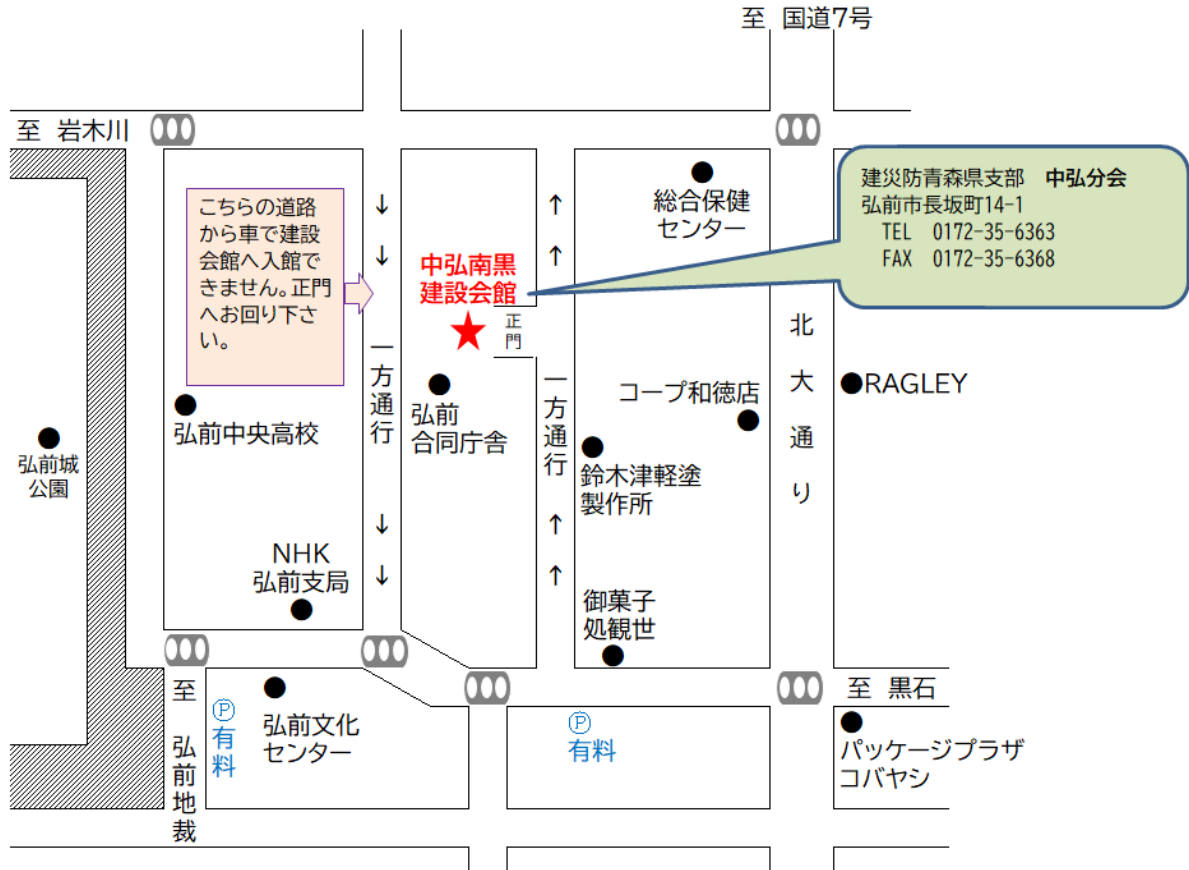 至 国道7号
至 岩木川
こちらの道路
から車で建設
会館へ入館で
きません。正門
へお回り下さ
い。
中弘南黒
建設会館
正門
総合保健
センター
建災防青森県支部 中弘分会
弘前市長坂町14-1
TEL 0172-35-6363
FAX 0172-35-6368
北大通り
RAGLEY
コープ和徳店
一方通行
一方通行
弘前
合同庁舎
弘前中央高校
弘前城
公園
鈴木津軽塗
製作所
NHK
弘前支局
御菓子
処観世
至 弘前地裁
Ⓟ
有料
弘前文化
センター
Ⓟ
有料
至 黒石
パッケージプラザ
コバヤシ